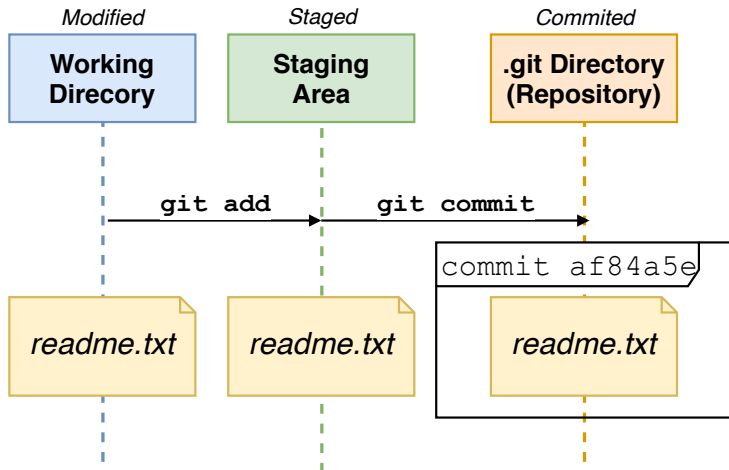 Modified
Staged
Commited
Working
Direcory
Staging
Area
.git Directory
(Repository)
git add
git commit
commit af84a5e
readme.txt
readme.txt
readme.txt